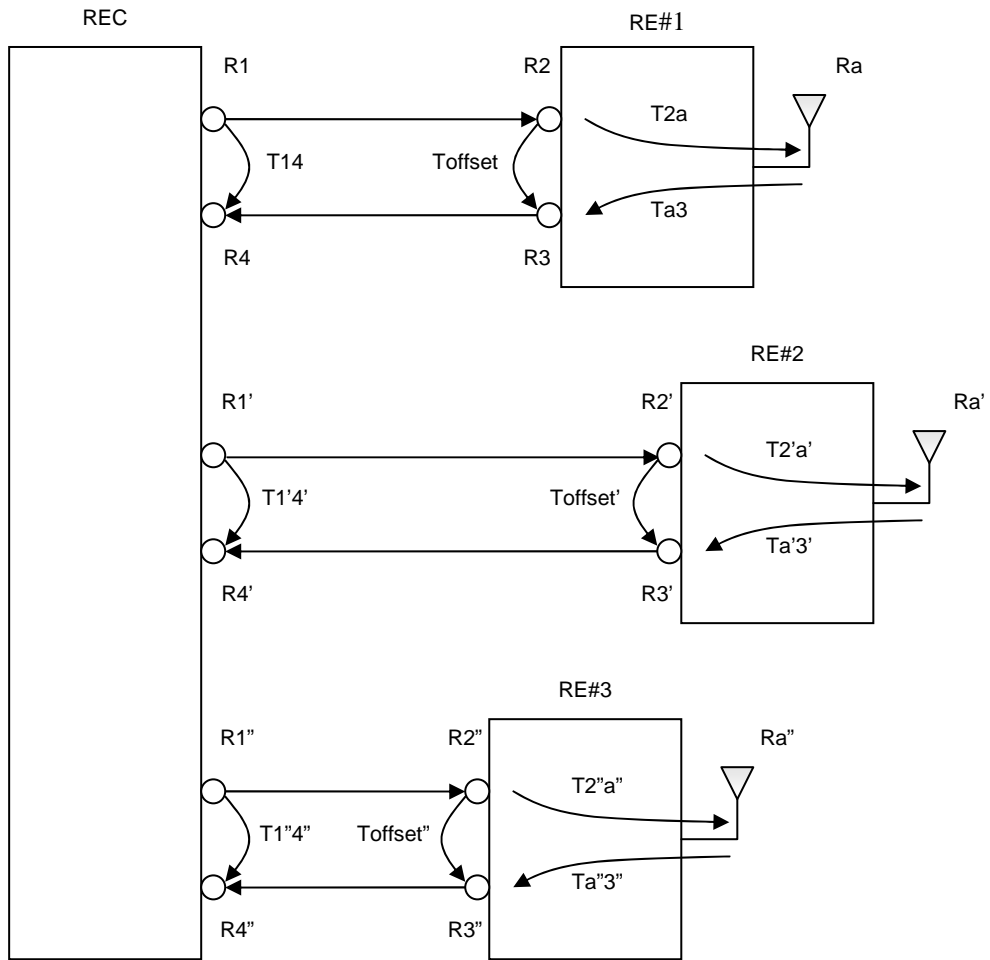 REC
RE#1
R1
R2
Ra
T2a
T14
Toffset
Ta3
R4
R3
RE#2
R1'
R2'
Ra'
T2'a'
T1'4'
Toffset'
Ta'3'
R4'
R3'
RE#3
R1”
R2”
Ra”
T2”a”
T1”4”
Toffset”
Ta”3”
R4”
R3”